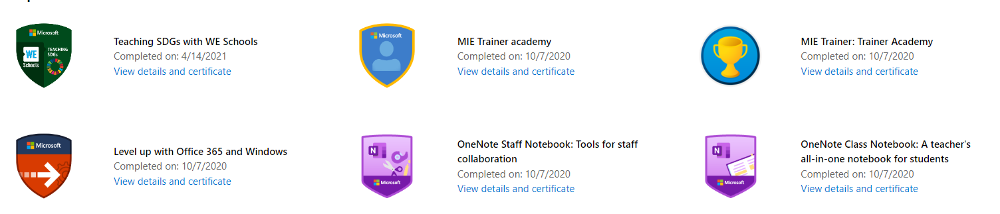 Microsoft
WE
Schools
TEACHING
SDGs
Teaching SDGs with WE Schools
Completed on: 4/14/2021
View details and certificate
Microsoft
MIE Trainer academy
Completed on: 10/7/2020
View details and certificate
MIE Trainer: Trainer Academy
Completed on: 10/7/2020
View details and certificate
Microsoft
Level up with Office 365 and Windows
Completed on: 10/7/2020
View details and certificate
N
Microsoft
OneNote Staff Notebook: Tools for staff
collaboration
Completed on: 10/7/2020
View details and certificate
N
Microsoft
OneNote Class Notebook: A teacher's
all-in-one notebook for students
Completed on: 10/7/2020
View details and certificate